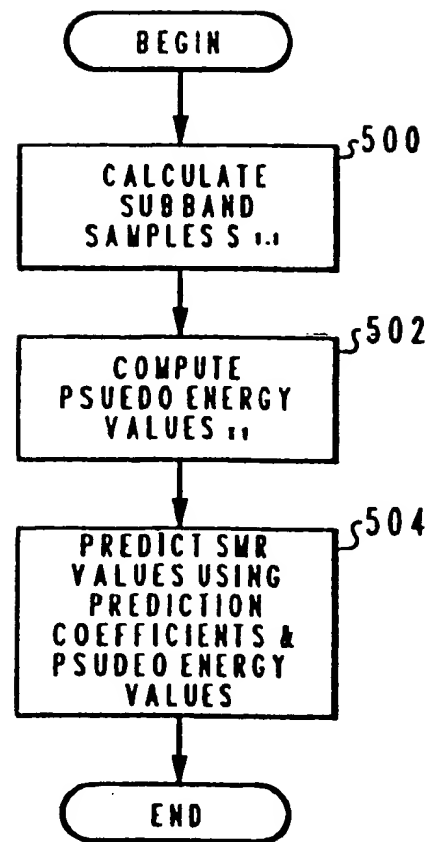 BEGIN
500
CALCULATE
SUBBAND
SAMPLES S
502
COMPUTE
PSUEDO ENERGY
VALUES
504
PREDICT SMR
VALUES USING
PREDICTION
COEFFICIENTS &
PSUDEO ENERGY
VALUES
END